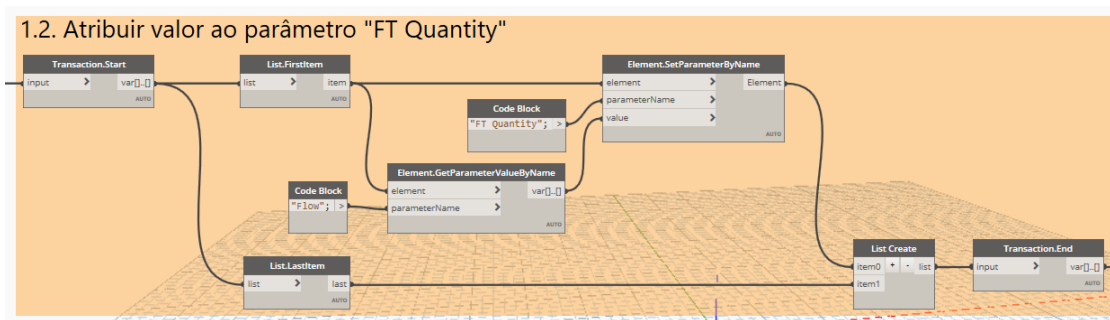 1.2. Atribuir valor ao parâmetro "FT Quantity"
Transaction.Start
input > var[]..[]
AUTO
List.FirstItem
list > item
AUTO
Element.SetParameterByName
element > Element
parameterName >
value >
AUTO
Code Block
"FT Quantity"; >
Element.GetParameterValueByName
element > var[]..[]
parameterName >
AUTO
Code Block
"Flow"; >
List.LastItem
list > last
AUTO
List Create
item0 + - list
item1
AUTO
Transaction.End
input > var[]..[]
AUTO